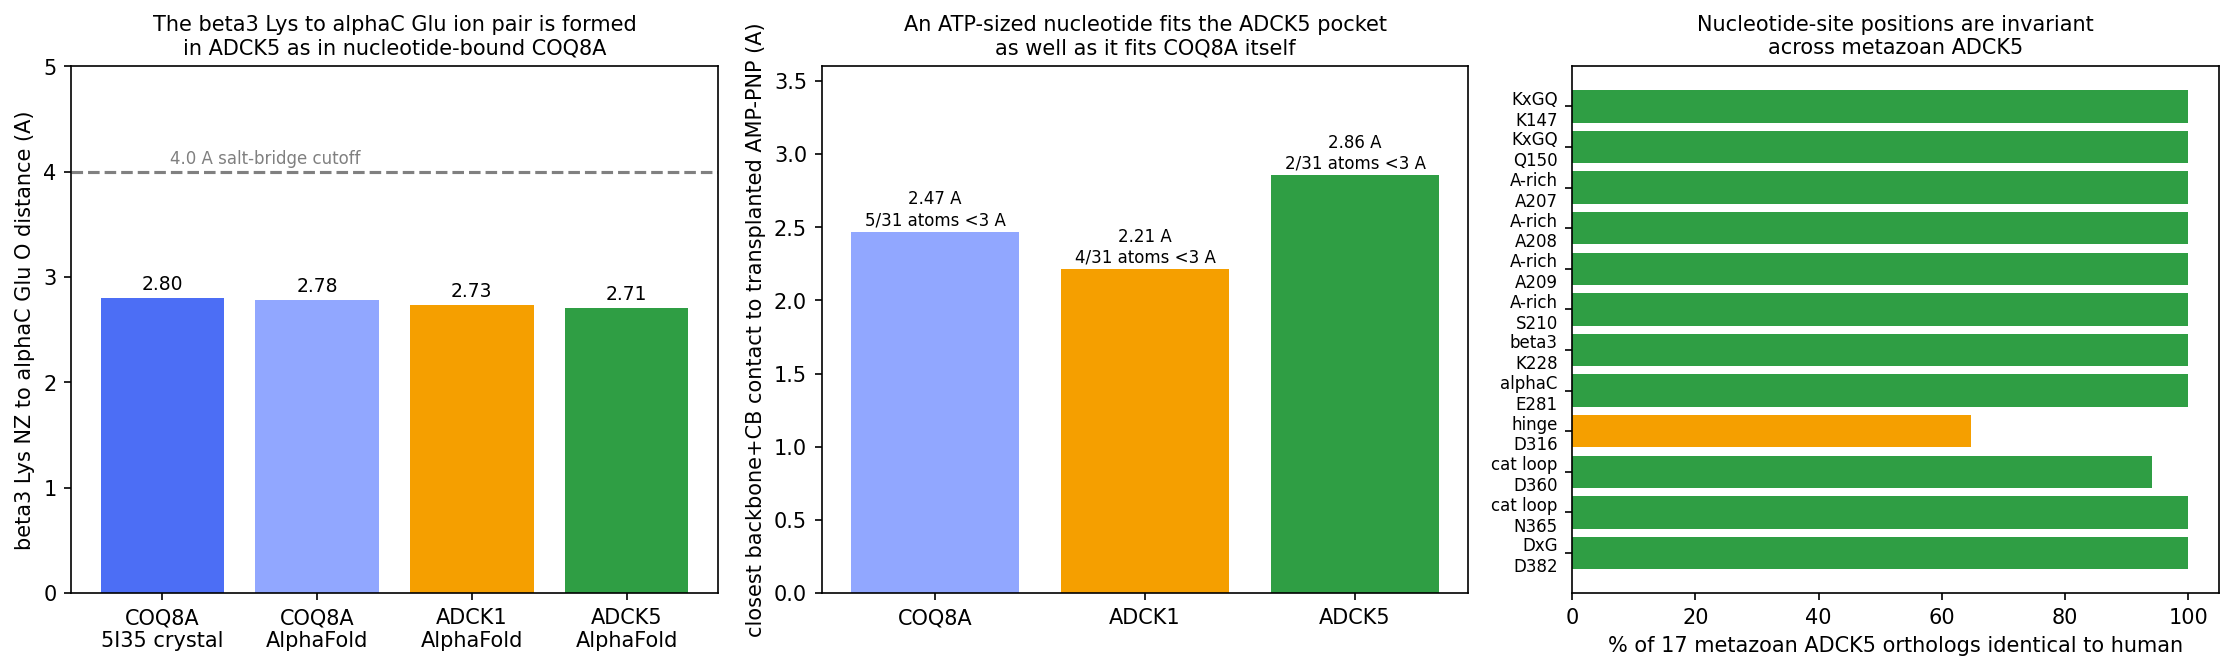 The beta3 Lys to alphaC Glu ion pair is formed
in ADCK5 as in nucleotide-bound COQ8A
beta3 Lys NZ to alphaC Glu O distance (A)
5
4
3
2
1
0
4.0 A salt-bridge cutoff
2.80
2.78
2.73
2.71
COQ8A
5I35 crystal
COQ8A
AlphaFold
ADCK1
AlphaFold
ADCK5
AlphaFold
An ATP-sized nucleotide fits the ADCK5 pocket
as well as it fits COQ8A itself
closest backbone+CB contact to transplanted AMP-PNP (A)
3.5
3.0
2.5
2.0
1.5
1.0
0.5
0.0
2.47 A
5/31 atoms <3 A
2.21 A
4/31 atoms <3 A
2.86 A
2/31 atoms <3 A
COQ8A
ADCK1
ADCK5
Nucleotide-site positions are invariant
across metazoan ADCK5
KxGQ
K147
KxGQ
Q150
A-rich
A207
A-rich
A208
A-rich
A209
A-rich
S210
beta3
K228
alphaC
E281
hinge
D316
cat loop
D360
cat loop
N365
DxG
D382
0
20
40
60
80
100
% of 17 metazoan ADCK5 orthologs identical to human